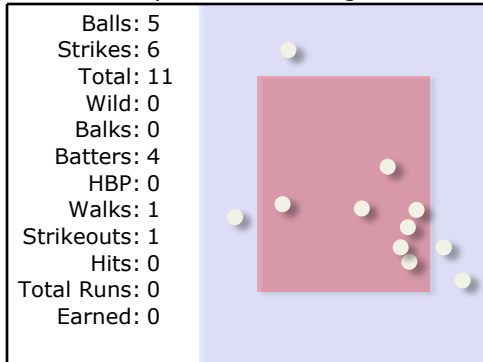 Balls: 5
Strikes: 6
Total: 11
Wild: 0
Balks: 0
Batters: 4
HBP: 0
Walks: 1
Strikeouts: 1
Hits: 0
Total Runs: 0
Earned: 0